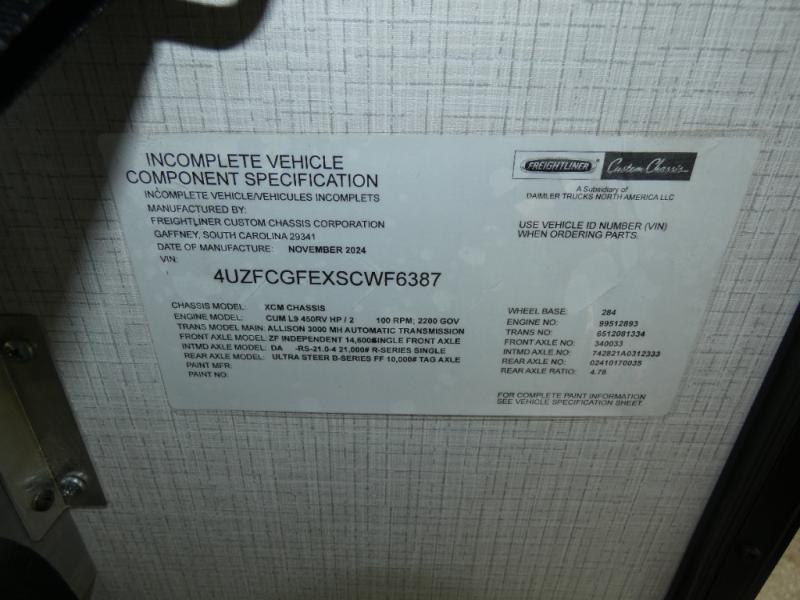 INCOMPLETE VEHICLE
COMPONENT SPECIFICATION
INCOMPLETE VEHICLE/VEHICULES INCOMPLETS
MANUFACTURED BY:
FREIGHTLINER CUSTOM CHASSIS CORPORATION
GAFFNEY, SOUTH CAROLINA 29341
DATE OF MANUFACTURE: NOVEMBER 2024
VIN:
4UZFCGFEXSCWF6387
FREIGHTLINER Custom Chassis
A Subsidiary of
DAIMLER TRUCKS NORTH AMERICA LLC
USE VEHICLE ID NUMBER (VIN)
WHEN ORDERING PARTS.
CHASSIS MODEL: XCM CHASSIS
ENGINE MODEL: CUM L9 450RV HP / 2 100 RPM; 2200 GOV
TRANS MODEL MAIN: ALLISON 3000 MH AUTOMATIC TRANSMISSION
FRONT AXLE MODEL: ZF INDEPENDENT 14,600# SINGLE FRONT AXLE
INTMD AXLE MODEL: DA -RS-21.0-4 21,000# R-SERIES SINGLE
REAR AXLE MODEL: ULTRA STEER B-SERIES FF 10,000# TAG AXLE
PAINT MFR:
PAINT NO:
WHEEL BASE: 284
ENGINE NO: 99512893
TRANS NO: 6512091334
FRONT AXLE NO: 340033
INTMD AXLE.NO: 742821A0312333
REAR AXLE NO: 02410170035
REAR AXLE RATIO: 4.78
FOR COMPLETE PAINT INFORMATION
SEE VEHICLE SPECIFICATION SHEET.